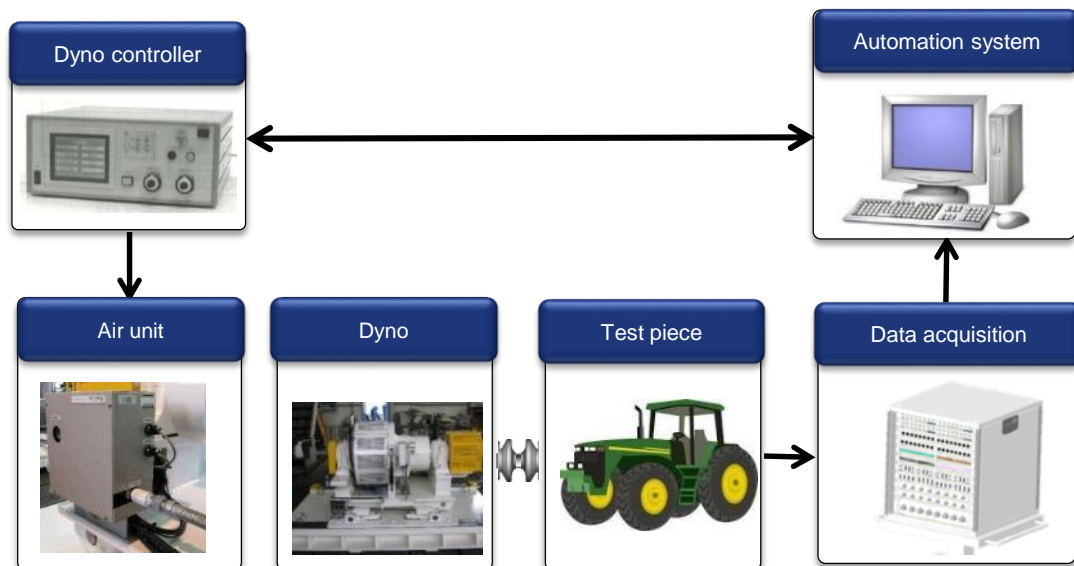 Dyno controller
Automation system
Air unit
Dyno
Test piece
Data acquisition